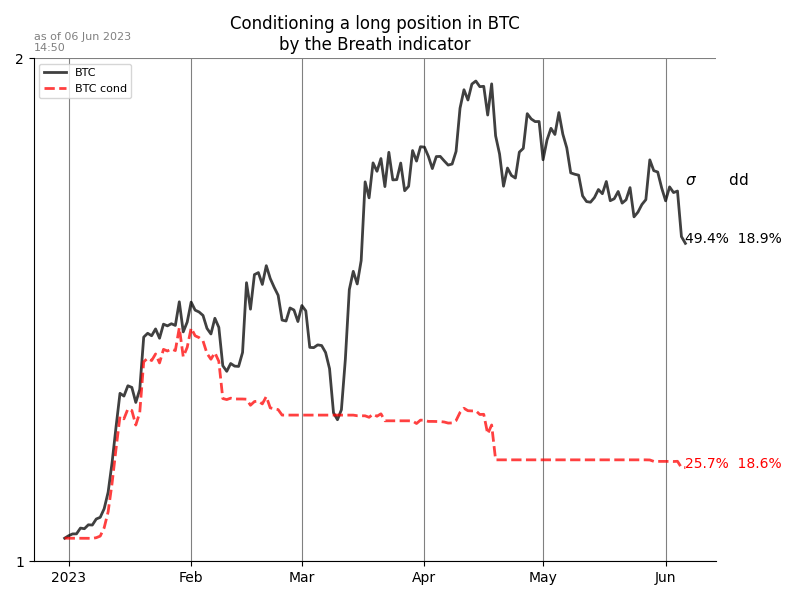 Conditioning a long position in BTC
by the Breath indicator
as of 06 Jun 2023
14:50
2
BTC
BTC cond
σ dd
49.4% 18.9%
25.7% 18.6%
1
2023 Feb Mar Apr May Jun